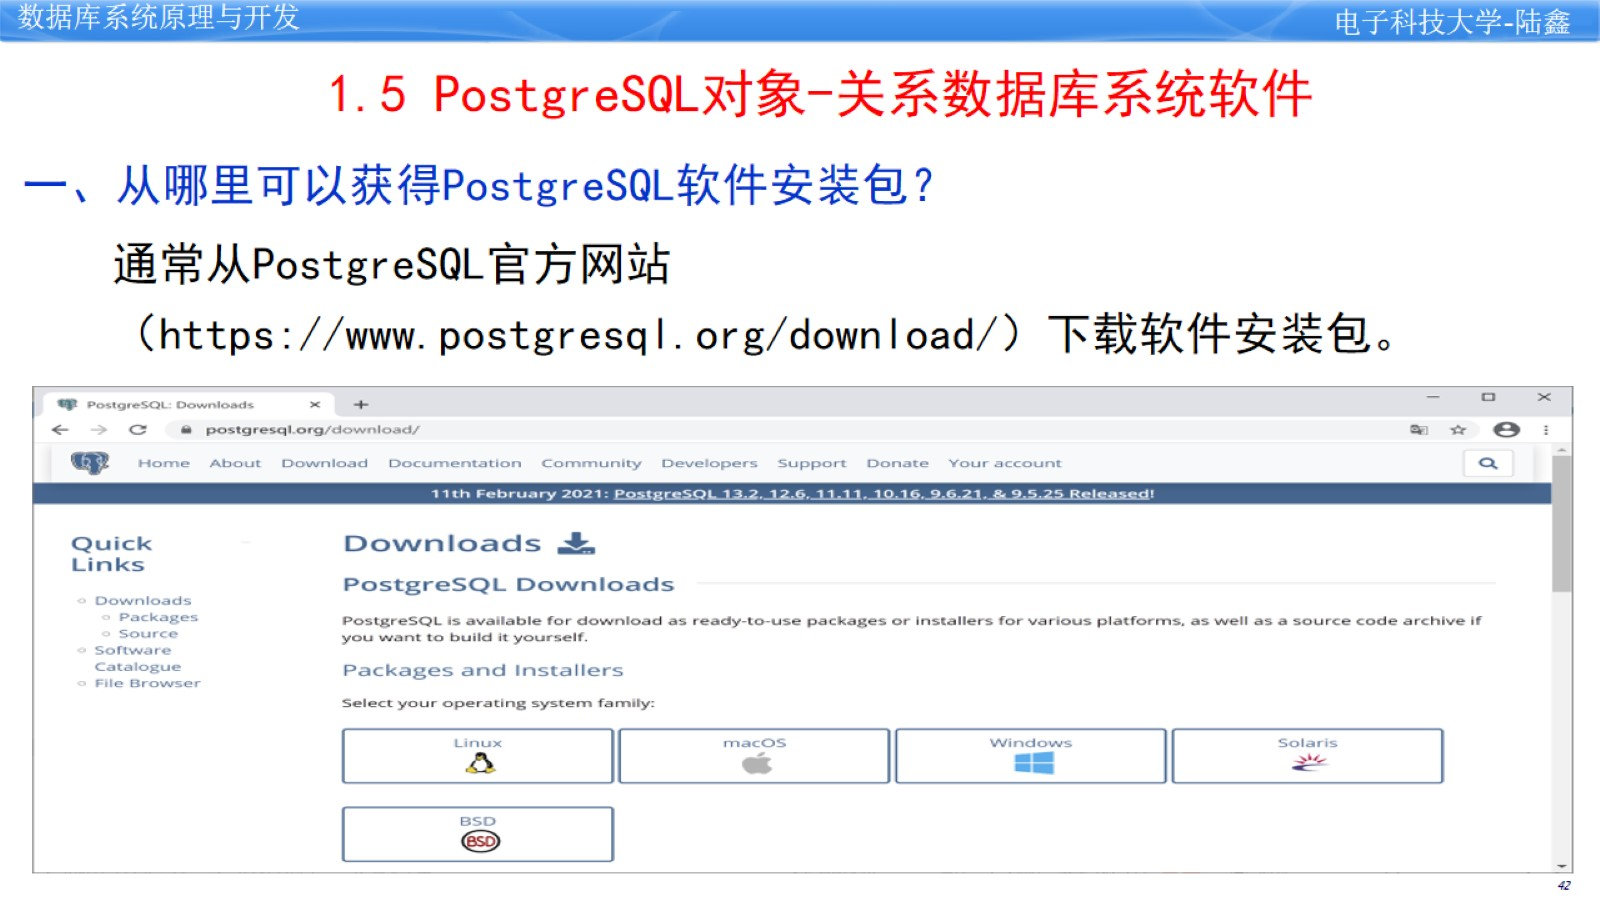 数据库系统原理与开发
电子科技大学-陆鑫
1.5 PostgreSQL对象-关系数据库系统软件
一、从哪里可以获得PostgreSQL软件安装包?
通常从PostgreSQL官方网站
（https://www.postgresql.org/download/）下载软件安装包。
PostgreSQL: Downloads
postgresql.org/download/
Home About Download Documentation Community Developers Support Donate Your account
11th February 2021: PostgreSQL 13.2, 12.6, 11.11, 10.16, 9.6.21, & 9.5.25 Released!
Quick
Links
Downloads
Packages
Source
Software
Catalogue
File Browser
Downloads
PostgreSQL Downloads
PostgreSQL is available for download as ready-to-use packages or installers for various platforms, as well as a source code archive if
you want to build it yourself.
Packages and Installers
Select your operating system family:
Linux
macOS
Windows
Solaris
BSD
BSD
42